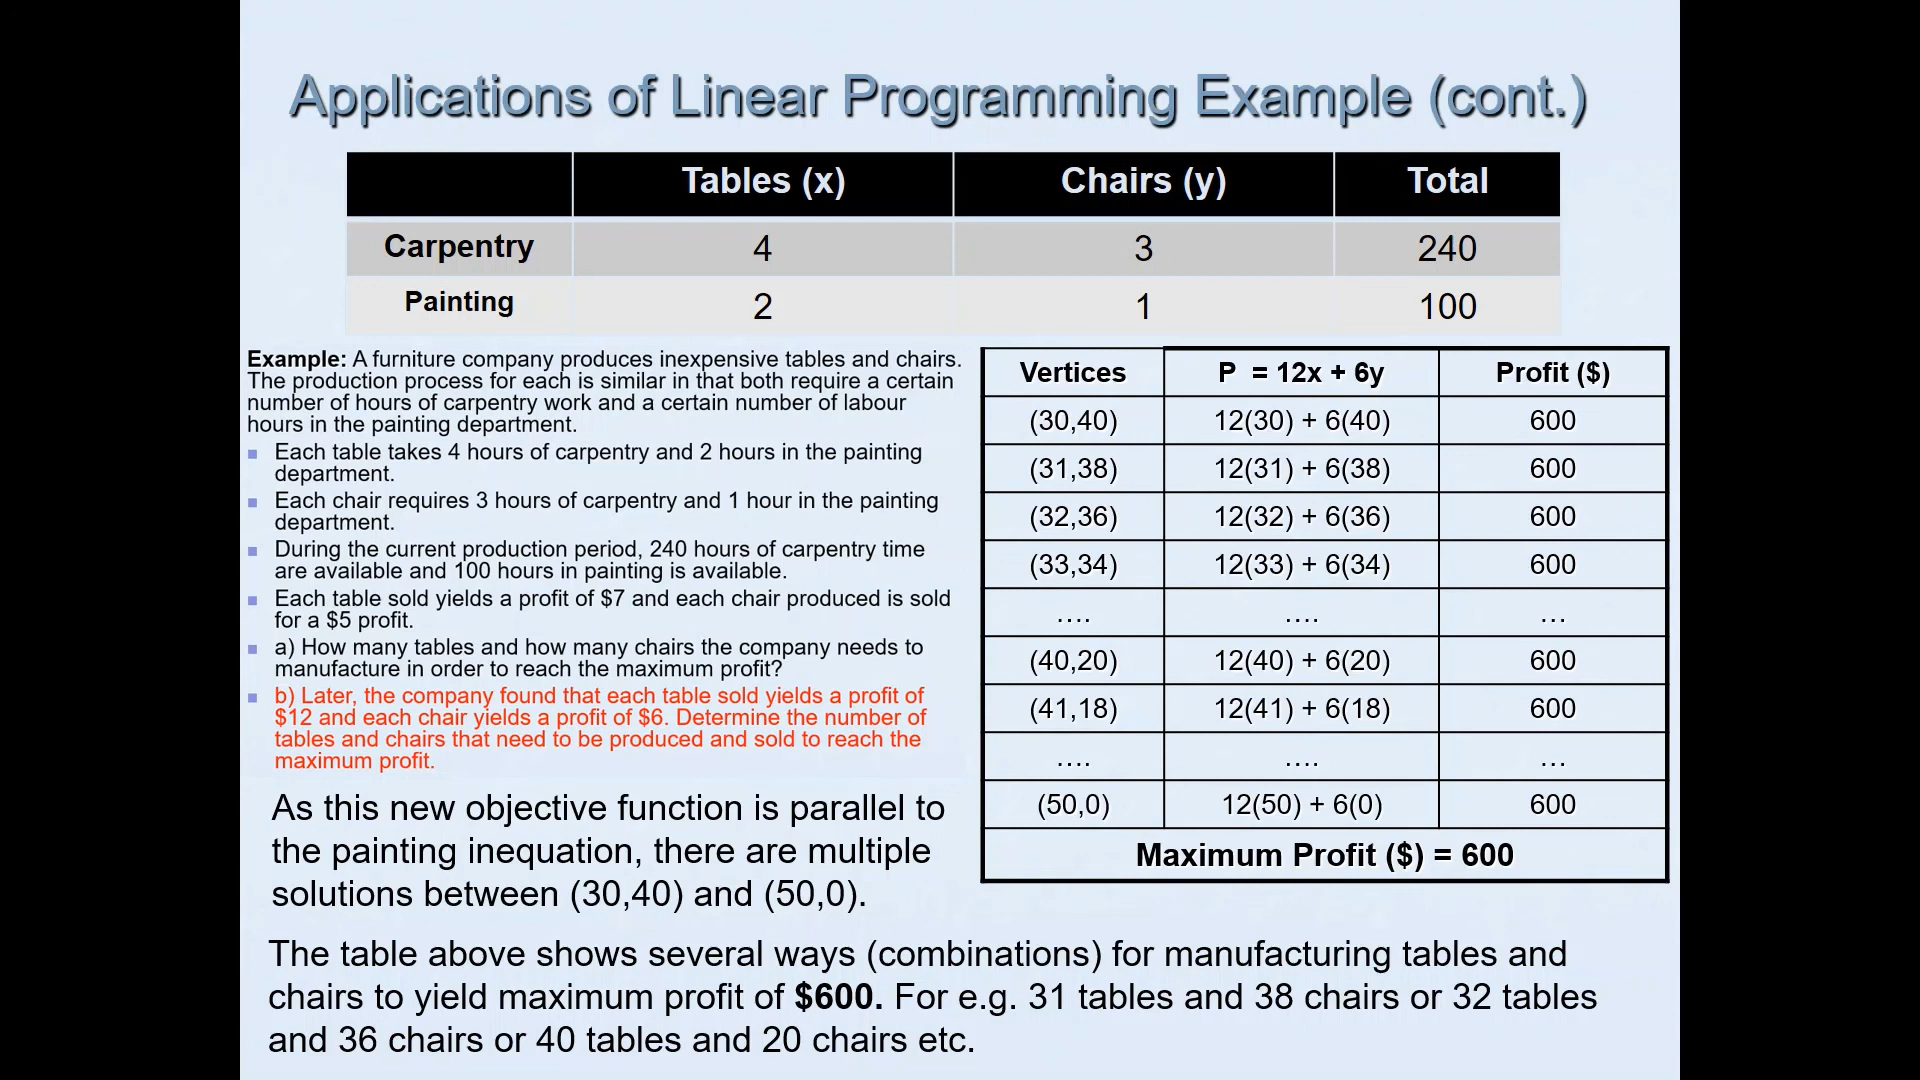 Applications of Linear Programming Example (cont.)
Tables (x) Chairs (y) Total
Carpentry 4 3 240
Painting 2 1 100
Example: A furniture company produces inexpensive tables and chairs.
The production process for each is similar in that both require a certain
number of hours of carpentry work and a certain number of labour
hours in the painting department.
Each table takes 4 hours of carpentry and 2 hours in the painting
department.
Each chair requires 3 hours of carpentry and 1 hour in the painting
department.
During the current production period, 240 hours of carpentry time
are available and 100 hours in painting is available.
Each table sold yields a profit of $7 and each chair produced is sold
for a $5 profit.
a) How many tables and how many chairs the company needs to
manufacture in order to reach the maximum profit?
b) Later, the company found that each table sold yields a profit of
$12 and each chair yields a profit of $6. Determine the number of
tables and chairs that need to be produced and sold to reach the
maximum profit.
Vertices P = 12x + 6y Profit ($)
(30,40) 12(30) + 6(40) 600
(31,38) 12(31) + 6(38) 600
(32,36) 12(32) + 6(36) 600
(33,34) 12(33) + 6(34) 600
…. …. …
(40,20) 12(40) + 6(20) 600
(41,18) 12(41) + 6(18) 600
…. …. …
(50,0) 12(50) + 6(0) 600
Maximum Profit ($) = 600
As this new objective function is parallel to
the painting inequation, there are multiple
solutions between (30,40) and (50,0).
The table above shows several ways (combinations) for manufacturing tables and
chairs to yield maximum profit of $600. For e.g. 31 tables and 38 chairs or 32 tables
and 36 chairs or 40 tables and 20 chairs etc.